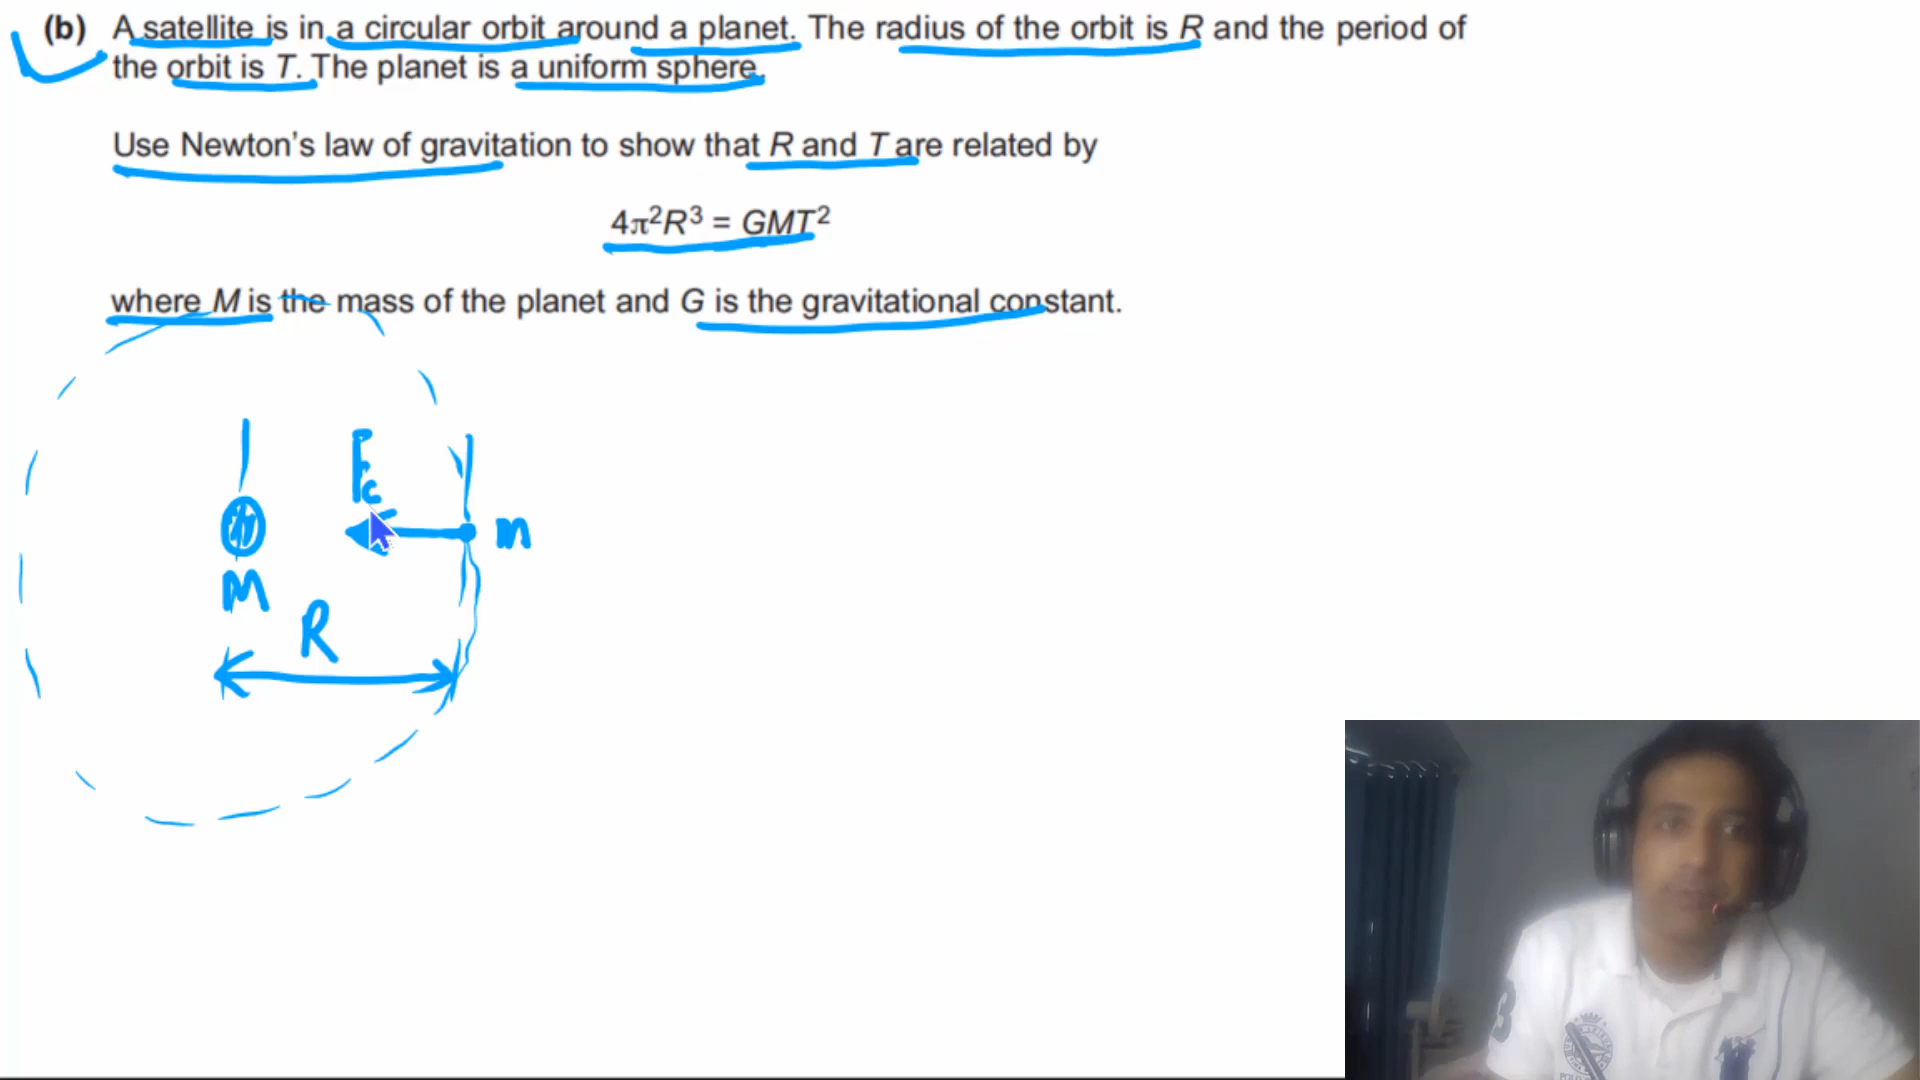 (b) A satellite is in a circular orbit around a planet. The radius of the orbit is R and the period of
the orbit is T. The planet is a uniform sphere.
Use Newton's law of gravitation to show that R and T are related by
4π²R³ = GMT²
where M is the mass of the planet and G is the gravitational constant.
Fc
m
M
R
3